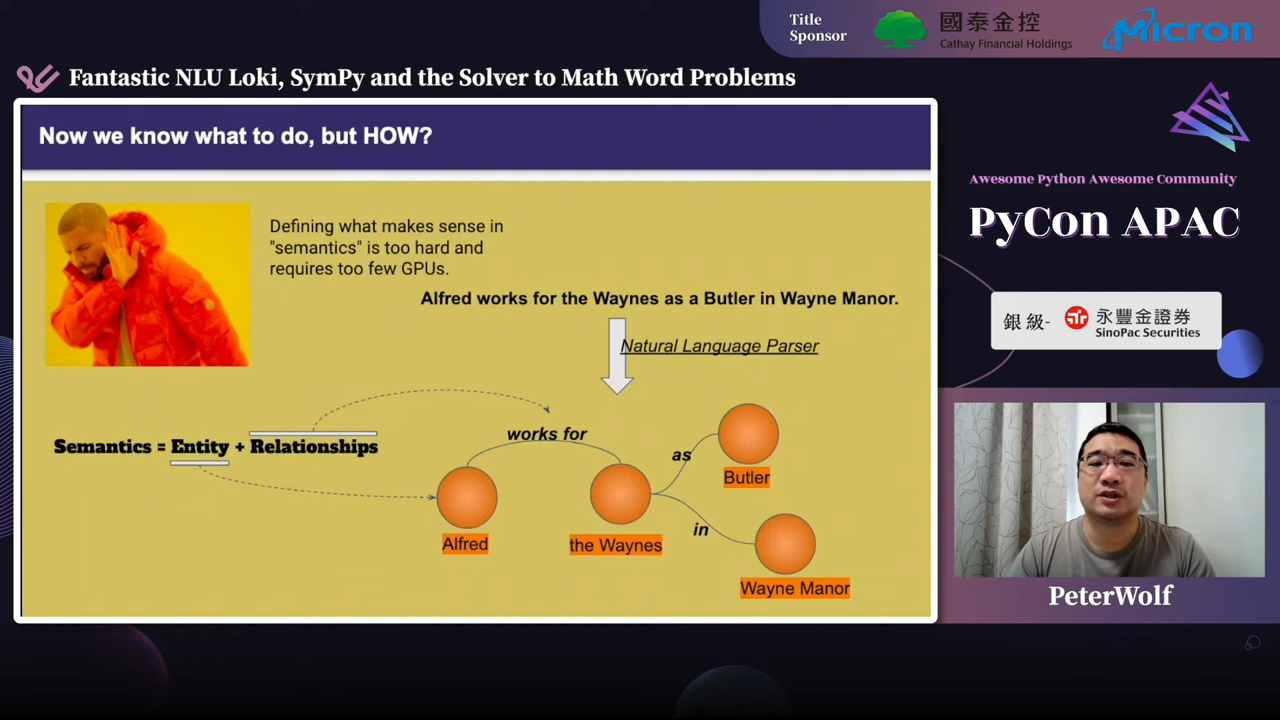 Title
Sponsor
國泰金控
Cathay Financial Holdings
Micron
Fantastic NLU Loki, SymPy and the Solver to Math Word Problems
Now we know what to do, but HOW?
Defining what makes sense in
"semantics" is too hard and
requires too few GPUs.
Alfred works for the Waynes as a Butler in Wayne Manor.
Natural Language Parser
Semantics = Entity + Relationships
works for
as
Butler
in
Alfred
the Waynes
Wayne Manor
Awesome Python Awesome Community
PyCon APAC
銀級-
永豐金證券
SinoPac Securities
PeterWolf